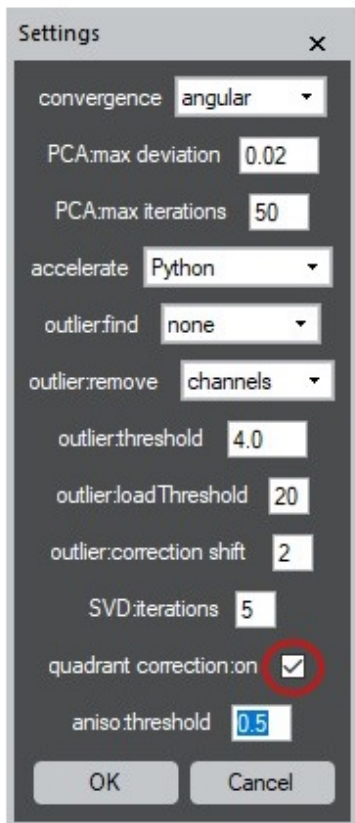 Settings
convergence angular
PCA:max deviation 0.02
PCA:max iterations 50
accelerate Python
outlier:find none
outlier:remove channels
outlier:threshold 4.0
outlier:loadThreshold 20
outlier:correction shift 2
SVD:iterations 5
quadrant correction:on
aniso:threshold 0.5
OK Cancel